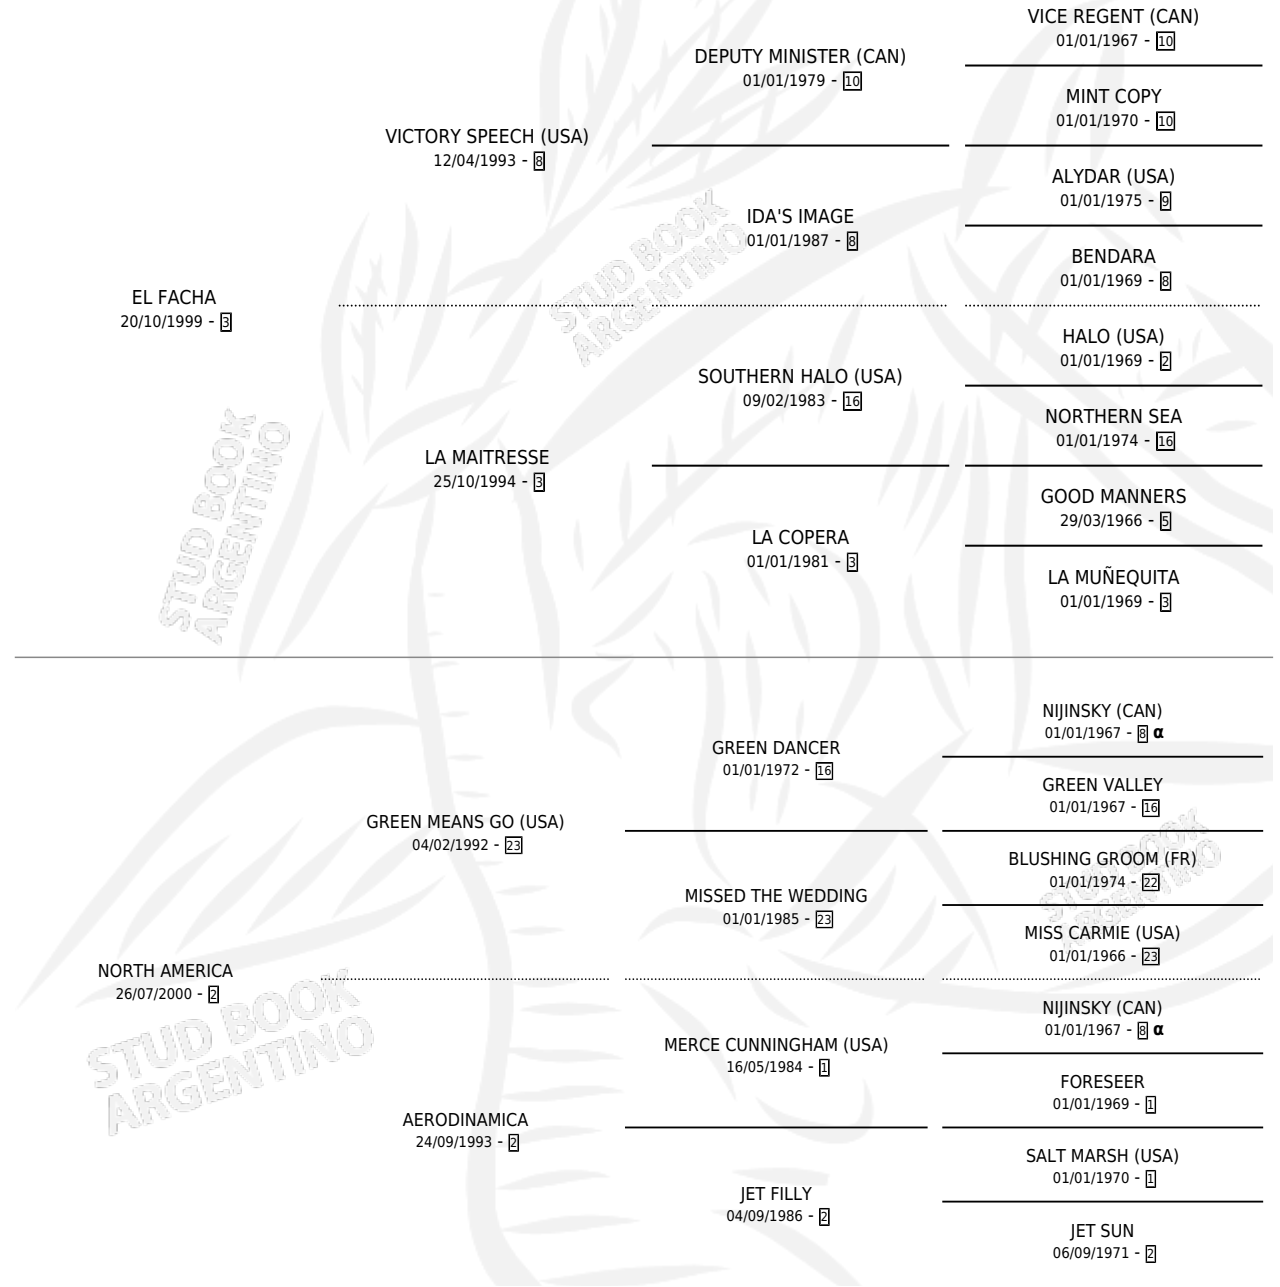 VICE REGENT (CAN)
01/01/1967 - 10
DEPUTY MINISTER (CAN)
01/01/1979 - 10
MINT COPY
01/01/1970 - 10
VICTORY SPEECH (USA)
12/04/1993 - 8
ALYDAR (USA)
01/01/1975 - 9
IDA'S IMAGE
01/01/1987 - 8
BENDARA
01/01/1969 - 8
EL FACHA
20/10/1999 - 3
HALO (USA)
01/01/1969 - 2
SOUTHERN HALO (USA)
09/02/1983 - 16
NORTHERN SEA
01/01/1974 - 16
LA MAITRESSE
25/10/1994 - 3
GOOD MANNERS
29/03/1966 - 5
LA COPERA
01/01/1981 - 3
LA MUÑEQUITA
01/01/1969 - 3
NIJINSKY (CAN)
01/01/1967 - 8 α
GREEN DANCER
01/01/1972 - 16
GREEN VALLEY
01/01/1967 - 16
GREEN MEANS GO (USA)
04/02/1992 - 23
BLUSHING GROOM (FR)
01/01/1974 - 22
MISSED THE WEDDING
01/01/1985 - 23
MISS CARMIE (USA)
01/01/1966 - 23
NORTH AMERICA
26/07/2000 - 2
NIJINSKY (CAN)
01/01/1967 - 8 α
MERCE CUNNINGHAM (USA)
16/05/1984 - 1
FORESEER
01/01/1969 - 1
AERODINAMICA
24/09/1993 - 2
SALT MARSH (USA)
01/01/1970 - 1
JET FILLY
04/09/1986 - 2
JET SUN
06/09/1971 - 2
STUD BOOK
ARGENTINO
STUD BOOK
ARGENTINO
STUD BOOK
ARGENTINO
STUD BOOK
ARGENTINO